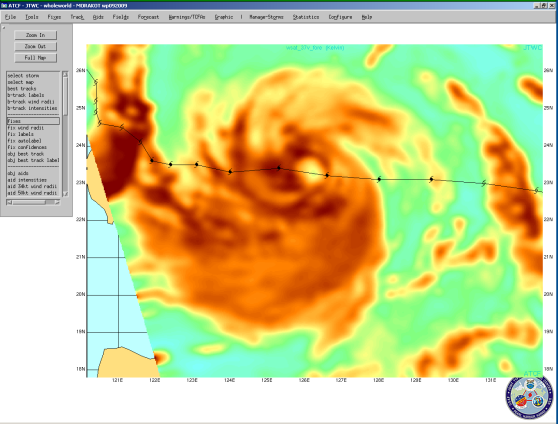 ATCF - JTWC - wholeworld - MORAKOT wp092009
File Tools Fixes Track Aids Fields Forecast Warnings/TCFAs Graphic | Manage-Storms Statistics Configure Help
Zoom In
Zoom Out
Full Map
select storm
select map
best tracks
b-track labels
b-track wind radii
b-track intensities
fixes
fix wind radii
fix labels
fix autolabel
fix confidences
obj best track
obj best track label
obj aids
aid intensities
aid 34kt wind radii
aid 50kt wind radii
JTWC
26N 26N
25N 25N
24N 24N
23N 23N
22N 22N
21N 21N
20N 20N
19N 19N
18N 18N
ATCF
121E 122E 123E 124E 125E 126E 127E 128E 129E 130E 131E